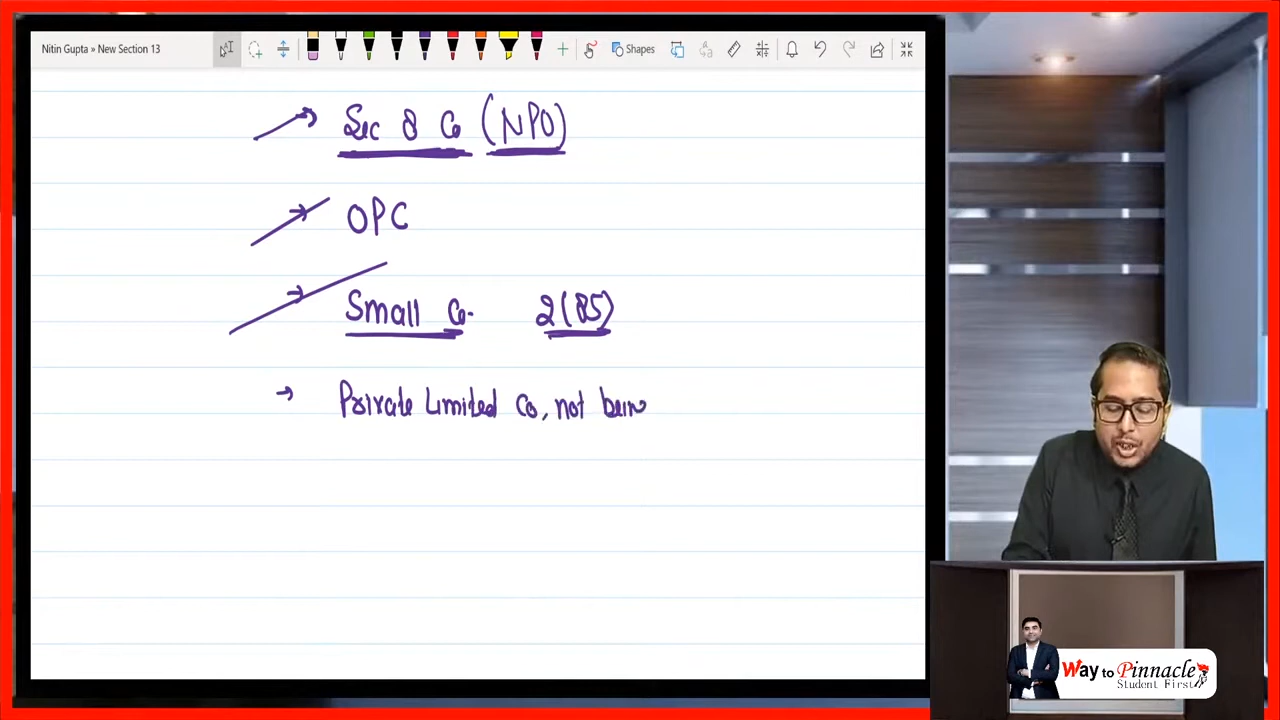 Nitin Gupta » New Section 13
Shapes
Sec 8 Co (NPO)
OPC
Small Co. 2(85)
Private Limited Co, not bein
Way to Pinnacle
Student First